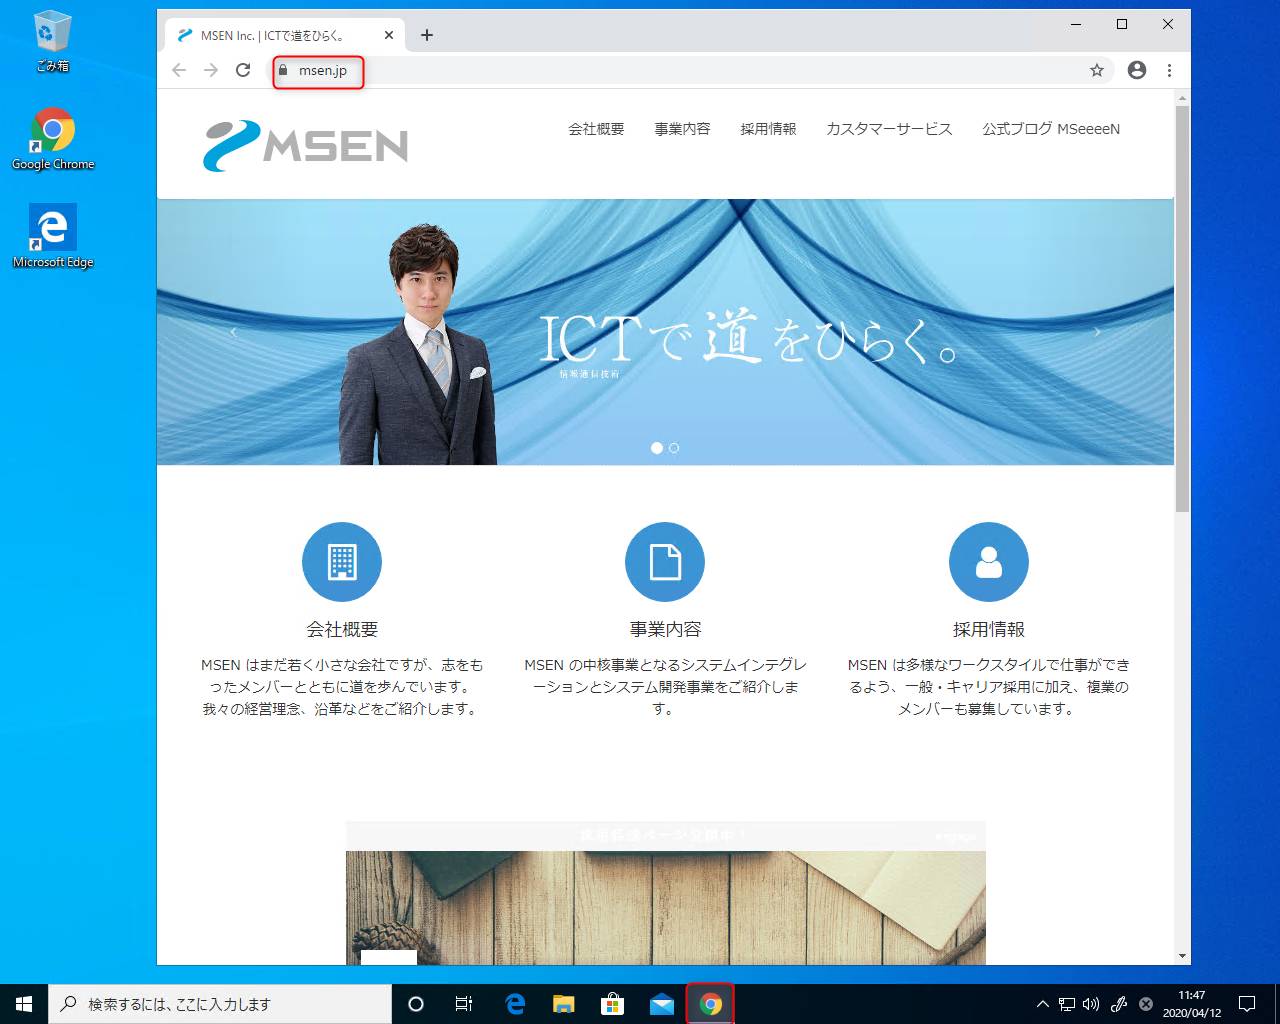 ごみ箱
Google Chrome
Microsoft Edge
MSEN Inc. | ICTで道をひらく。
msen.jp
MSEN
会社概要 事業内容 採用情報 カスタマーサービス 公式ブログ MSeeeeN
ICTで道をひらく。
情報通信技術
会社概要
MSEN はまだ若く小さな会社ですが、志をも
ったメンバーとともに道を歩んでいます。
我々の経営理念、沿革などをご紹介します。
事業内容
MSEN の中核事業となるシステムインテグレ
ーションとシステム開発事業をご紹介しま
す。
採用情報
MSEN は多様なワークスタイルで仕事ができ
るよう、一般・キャリア採用に加え、複業の
メンバーも募集しています。
検索するには、ここに入力します
11:47
2020/04/12